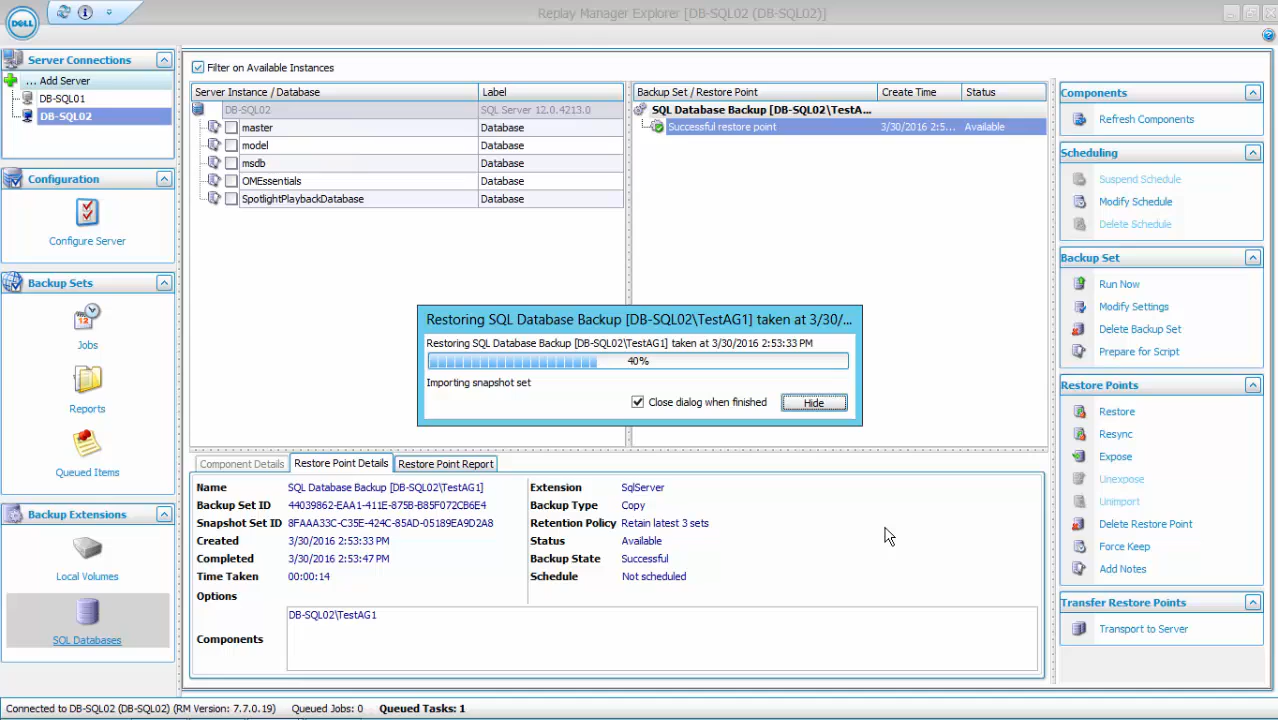 DELL
Replay Manager Explorer [DB-SQL02 (DB-SQL02)]
Server Connections
... Add Server
DB-SQL01
DB-SQL02
Configuration
Configure Server
Backup Sets
12
Jobs
Reports
Queued Items
Backup Extensions
Local Volumes
SQL Databases
Filter on Available Instances
Server Instance / Database Label
DB-SQL02 SQL Server 12.0.4213.0
master Database
model Database
msdb Database
OMEssentials Database
SpotlightPlaybackDatabase Database
Backup Set / Restore Point Create Time Status
SQL Database Backup [DB-SQL02\TestA...
Successful restore point 3/30/2016 2:5... Available
Restoring SQL Database Backup [DB-SQL02\TestAG1] taken at 3/30/...
Restoring SQL Database Backup [DB-SQL02\TestAG1] taken at 3/30/2016 2:53:33 PM
40%
Importing snapshot set
Close dialog when finished Hide
Component Details Restore Point Details Restore Point Report
Name SQL Database Backup [DB-SQL02\TestAG1] Extension SqlServer
Backup Set ID 44039862-EAA1-411E-875B-B85F072CB6E4 Backup Type Copy
Snapshot Set ID 8FAAA33C-C35E-424C-85AD-05189EA9D2A8 Retention Policy Retain latest 3 sets
Created 3/30/2016 2:53:33 PM Status Available
Completed 3/30/2016 2:53:47 PM Backup State Successful
Time Taken 00:00:14 Schedule Not scheduled
Options
DB-SQL02\TestAG1
Components
Components
Refresh Components
Scheduling
Suspend Schedule
Modify Schedule
Delete Schedule
Backup Set
Run Now
Modify Settings
Delete Backup Set
Prepare for Script
Restore Points
Restore
Resync
Expose
Unexpose
Unimport
Delete Restore Point
Force Keep
Add Notes
Transfer Restore Points
Transport to Server
Connected to DB-SQL02 (DB-SQL02) (RM Version: 7.7.0.19) Queued Jobs: 0 Queued Tasks: 1